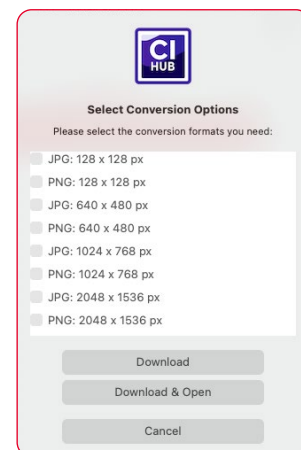 CI
HUB
Select Conversion Options
Please select the conversion formats you need:
JPG: 128 x 128 px
PNG: 128 x 128 px
JPG: 640 x 480 px
PNG: 640 x 480 px
JPG: 1024 x 768 px
PNG: 1024 x 768 px
JPG: 2048 x 1536 px
PNG: 2048 x 1536 px
Download
Download & Open
Cancel